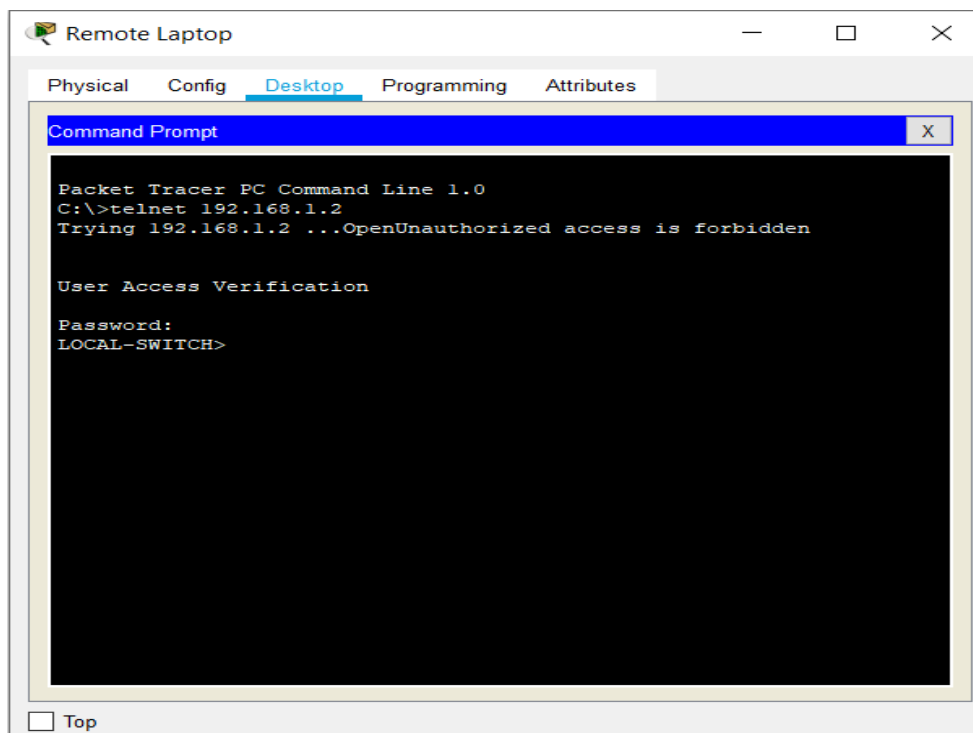 Remote Laptop
Physical Config Desktop Programming Attributes
Command Prompt X
Packet Tracer PC Command Line 1.0
C:\>telnet 192.168.1.2
Trying 192.168.1.2 ...OpenUnauthorized access is forbidden
User Access Verification
Password:
LOCAL-SWITCH>
Top